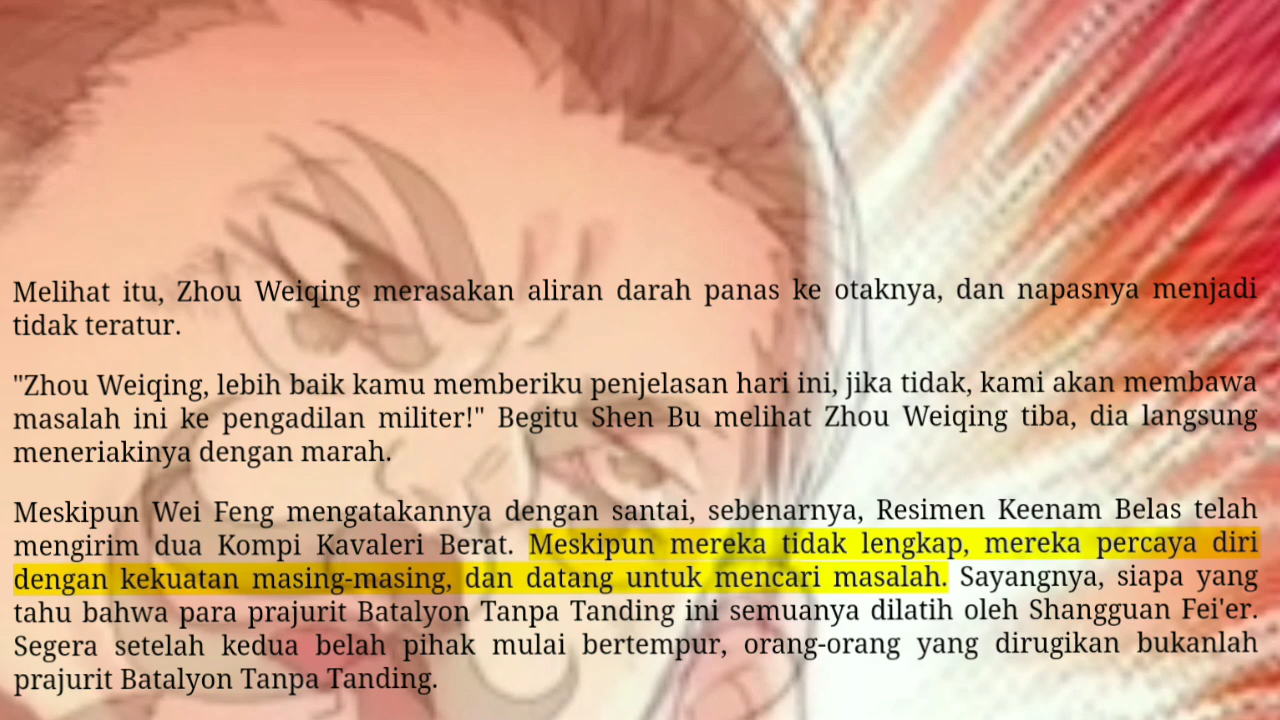 Melihat itu, Zhou Weiqing merasakan aliran darah panas ke otaknya, dan napasnya menjadi
tidak teratur.
"Zhou Weiqing, lebih baik kamu memberiku penjelasan hari ini, jika tidak, kami akan membawa
masalah ini ke pengadilan militer!" Begitu Shen Bu melihat Zhou Weiqing tiba, dia langsung
meneriakinya dengan marah.
Meskipun Wei Feng mengatakannya dengan santai, sebenarnya, Resimen Keenam Belas telah
mengirim dua Kompi Kavaleri Berat. Meskipun mereka tidak lengkap, mereka percaya diri
dengan kekuatan masing-masing, dan datang untuk mencari masalah. Sayangnya, siapa yang
tahu bahwa para prajurit Batalyon Tanpa Tanding ini semuanya dilatih oleh Shangguan Fei'er.
Segera setelah kedua belah pihak mulai bertempur, orang-orang yang dirugikan bukanlah
prajurit Batalyon Tanpa Tanding.